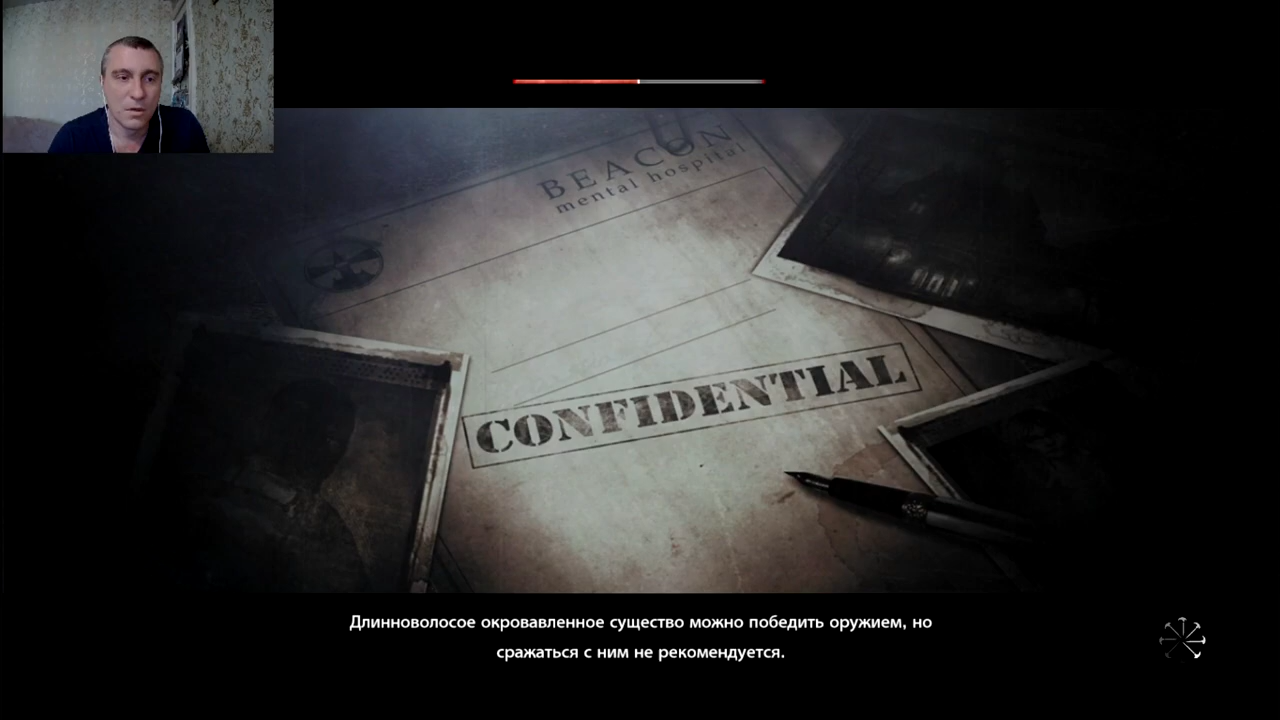 BEACON
mental hospital
CONFIDENTIAL
Длинноволосое окровавленное существо можно победить оружием, но
сражаться с ним не рекомендуется.